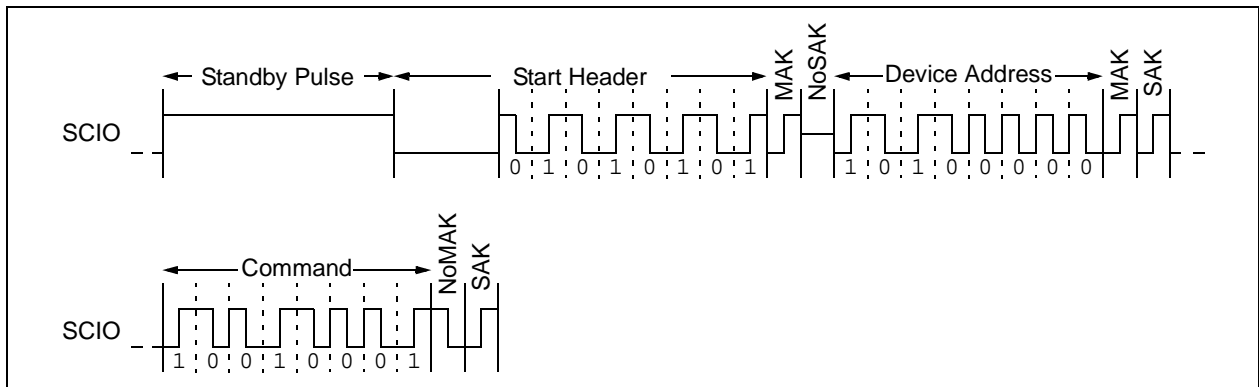 Standby Pulse
Start Header
MAK
NoSAK
Device Address
MAK
SAK
SCIO
0 1 0 1 0 1 0 1
1 0 1 0 0 0 0 0
Command
NoMAK
SAK
SCIO
1 0 0 1 0 0 0 1